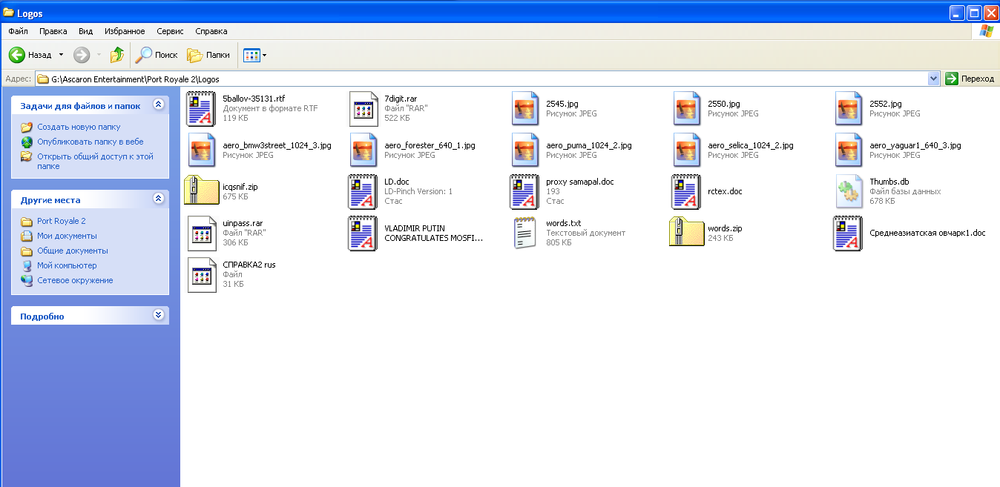 Logos
Файл Правка Вид Избранное Сервис Справка
Назад Поиск Папки
Адрес: G:\Ascaron Entertainment\Port Royale 2\Logos Переход
Задачи для файлов и папок
Создать новую папку
Опубликовать папку в вебе
Открыть общий доступ к этой
папке
Другие места
Port Royale 2
Мои документы
Общие документы
Мой компьютер
Сетевое окружение
Подробно
5ballov-35131.rtf
Документ в формате RTF
119 КБ
7digit.rar
Файл "RAR"
522 КБ
2545.jpg
Рисунок JPEG
2550.jpg
Рисунок JPEG
2552.jpg
Рисунок JPEG
aero_bmw3street_1024_3.jpg
Рисунок JPEG
aero_forester_640_1.jpg
Рисунок JPEG
aero_puma_1024_2.jpg
Рисунок JPEG
aero_selica_1024_2.jpg
Рисунок JPEG
aero_yaguar1_640_3.jpg
Рисунок JPEG
icqsnif.zip
675 КБ
LD.doc
LD-Pinch Version: 1
Стас
proxy samapal.doc
193
Стас
rctex.doc
Thumbs.db
Файл базы данных
678 КБ
uinpass.rar
Файл "RAR"
306 КБ
VLADIMIR PUTIN
CONGRATULATES MOSFI...
words.txt
Текстовый документ
805 КБ
words.zip
243 КБ
Среднеазиатская овчарк1.doc
СПРАВКА2 rus
Файл
31 КБ